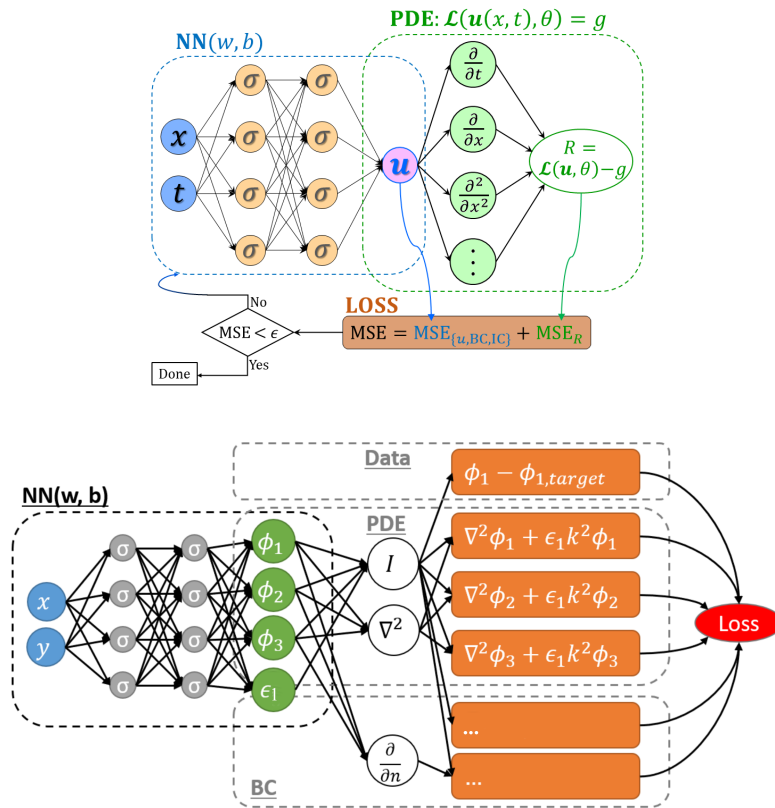 NN(w, b)
PDE: 𝓛(u(x, t), θ) = g
x
t
σ
σ
σ
σ
σ
σ
σ
σ
u
∂/∂t
∂/∂x
∂²/∂x²
⋮
R =
𝓛(u, θ)−g
LOSS
MSE = MSE_{u,BC,IC} + MSE_R
MSE < ϵ
No
Yes
Done
Data
NN(w, b)
PDE
BC
x
y
σ
σ
σ
σ
σ
σ
σ
σ
ϕ₁
ϕ₂
ϕ₃
ϵ₁
I
∇²
∂/∂n
ϕ₁ − ϕ₁,target
∇²ϕ₁ + ϵ₁k²ϕ₁
∇²ϕ₂ + ϵ₁k²ϕ₂
∇²ϕ₃ + ϵ₁k²ϕ₃
...
...
Loss